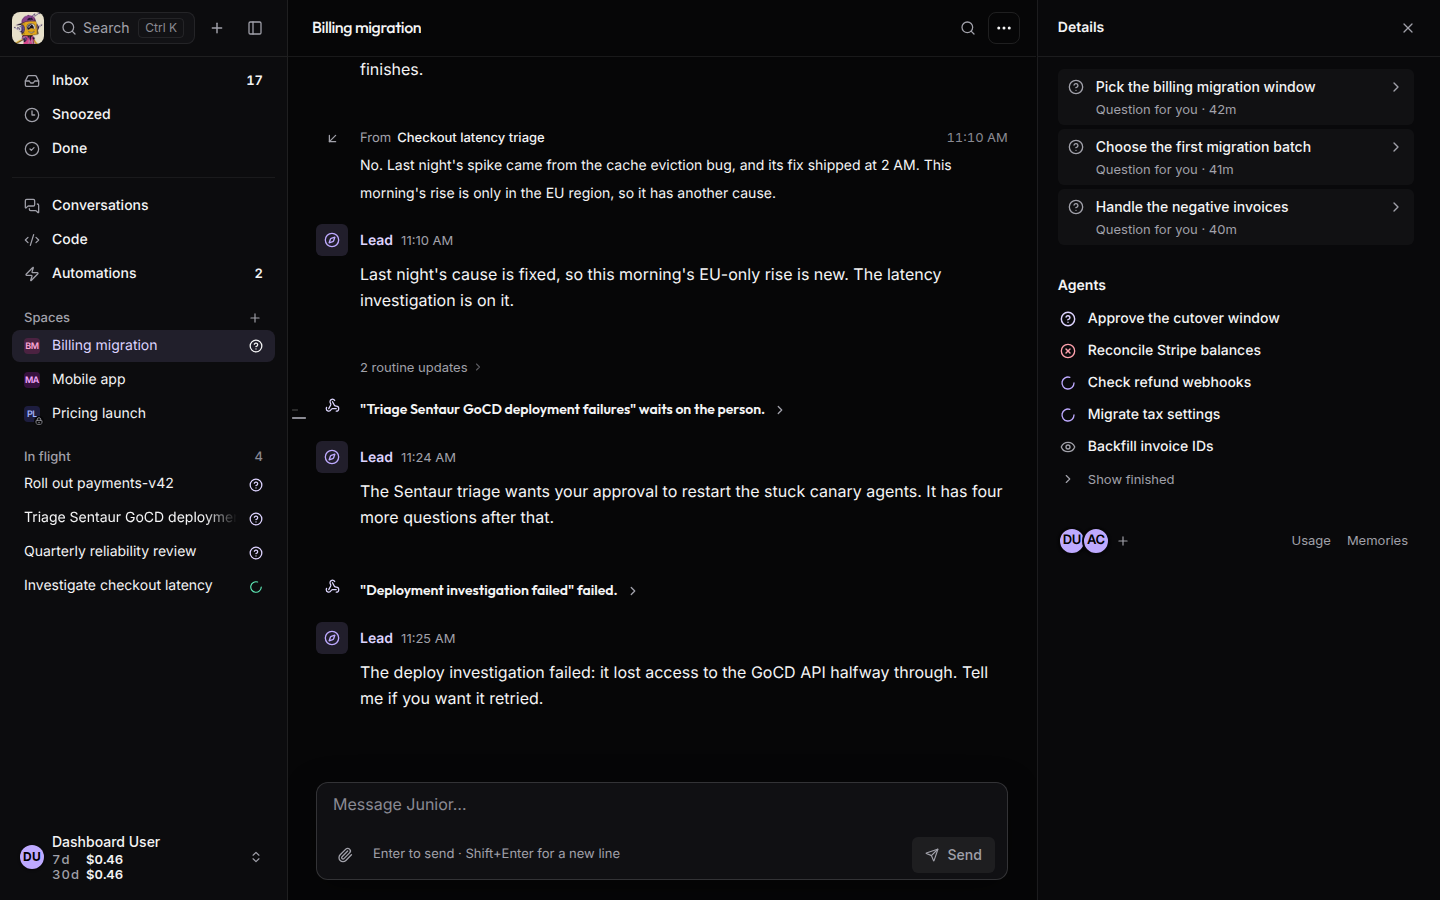 Search Ctrl K
Inbox 17
Snoozed
Done
Conversations
Code
Automations 2
Spaces
BM Billing migration
MA Mobile app
PL Pricing launch
In flight 4
Roll out payments-v42
Triage Sentaur GoCD deployme
Quarterly reliability review
Investigate checkout latency
DU Dashboard User
7d $0.46
30d $0.46
Billing migration
finishes.
From Checkout latency triage 11:10 AM
No. Last night's spike came from the cache eviction bug, and its fix shipped at 2 AM. This
morning's rise is only in the EU region, so it has another cause.
Lead 11:10 AM
Last night's cause is fixed, so this morning's EU-only rise is new. The latency
investigation is on it.
2 routine updates
"Triage Sentaur GoCD deployment failures" waits on the person.
Lead 11:24 AM
The Sentaur triage wants your approval to restart the stuck canary agents. It has four
more questions after that.
"Deployment investigation failed" failed.
Lead 11:25 AM
The deploy investigation failed: it lost access to the GoCD API halfway through. Tell
me if you want it retried.
Message Junior...
Enter to send · Shift+Enter for a new line
Send
Details
Pick the billing migration window
Question for you · 42m
Choose the first migration batch
Question for you · 41m
Handle the negative invoices
Question for you · 40m
Agents
Approve the cutover window
Reconcile Stripe balances
Check refund webhooks
Migrate tax settings
Backfill invoice IDs
Show finished
DU AC Usage Memories